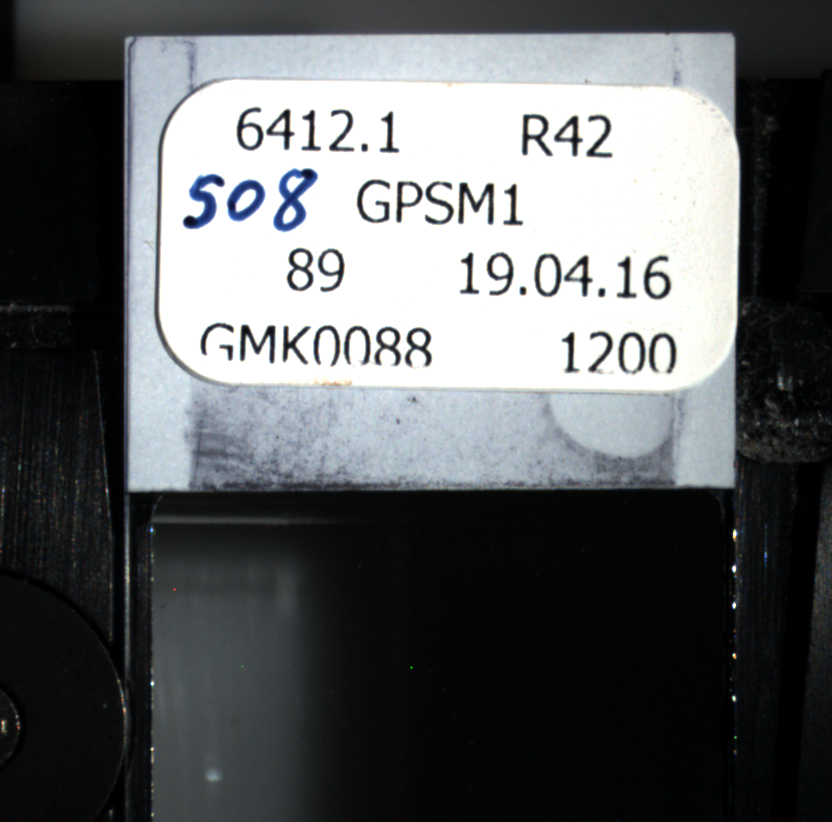 6412.1 R42
508 GPSM1
89 19.04.16
GMK0088 1200